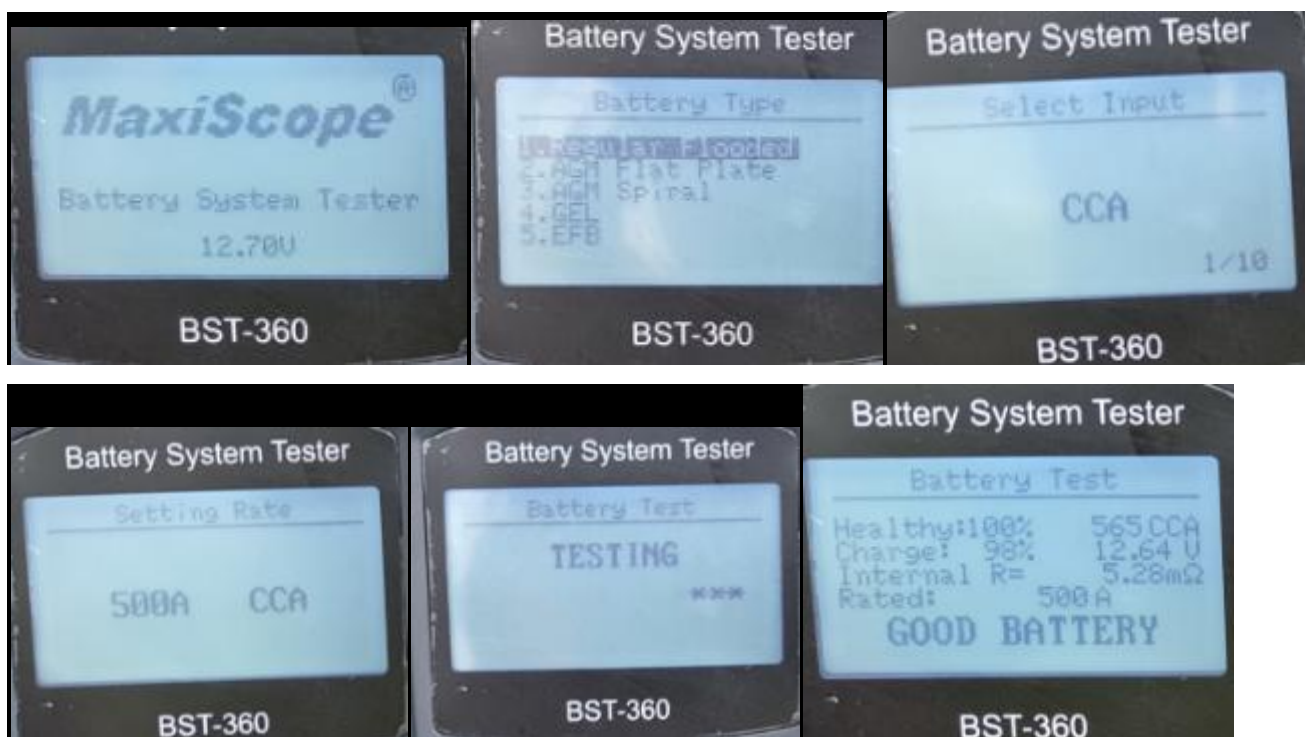 MaxiScope®
Battery System Tester
12.70V
BST-360
Battery System Tester
Battery Type
1.Regular Flooded
2.AGM Flat Plate
3.AGM Spiral
4.GEL
5.EFB
BST-360
Battery System Tester
Select Input
CCA
1/10
BST-360
Battery System Tester
Setting Rate
500A CCA
BST-360
Battery System Tester
Battery Test
TESTING
***
BST-360
Battery System Tester
Battery Test
Healthy:100% 565 CCA
Charge: 98% 12.64 V
Internal R= 5.28mΩ
Rated: 500 A
GOOD BATTERY
BST-360